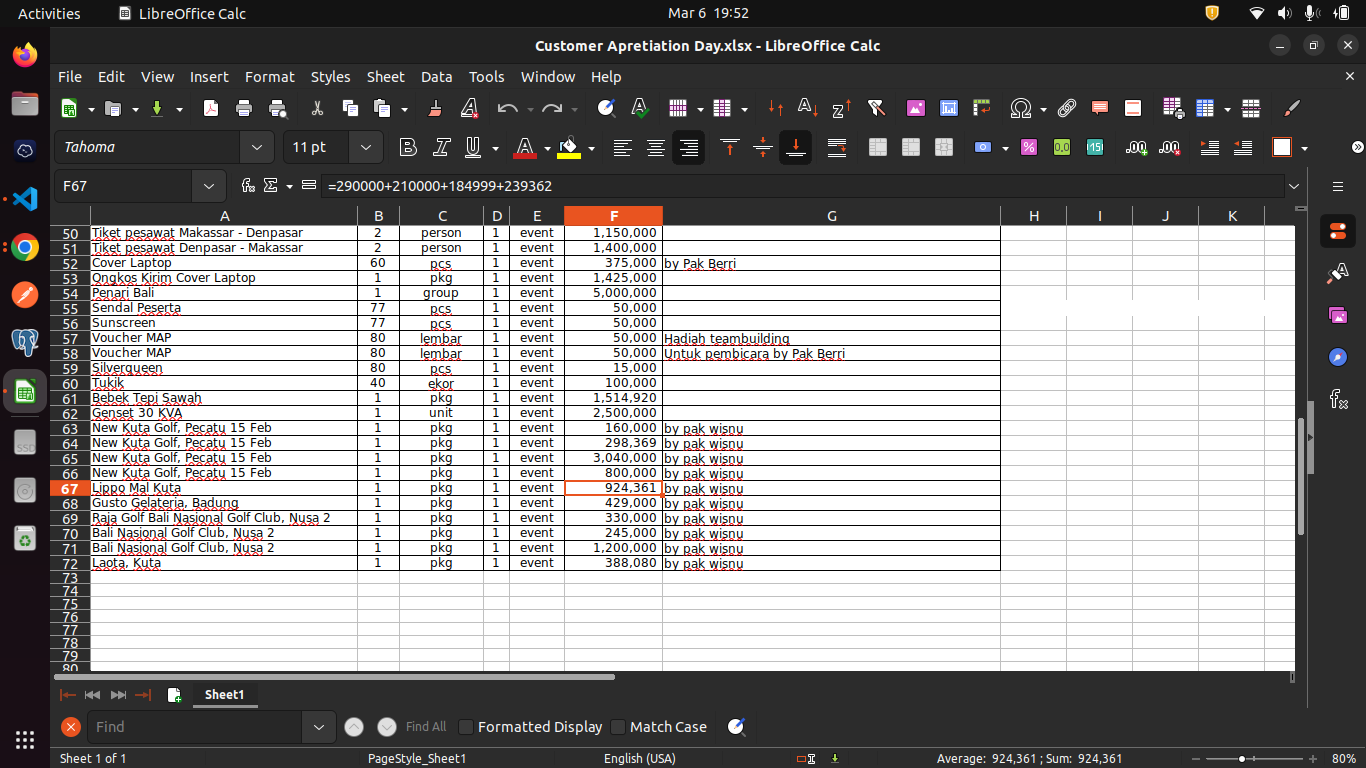 Activities LibreOffice Calc Mar 6 19:52
Customer Apretiation Day.xlsx - LibreOffice Calc
File Edit View Insert Format Styles Sheet Data Tools Window Help
Tahoma 11 pt
F67 =290000+210000+184999+239362
A B C D E F G H I J K
50 Tiket pesawat Makassar - Denpasar 2 person 1 event 1,150,000
51 Tiket pesawat Denpasar - Makassar 2 person 1 event 1,400,000
52 Cover Laptop 60 pcs 1 event 375,000 by Pak Berri
53 Ongkos Kirim Cover Laptop 1 pkg 1 event 1,425,000
54 Penari Bali 1 group 1 event 5,000,000
55 Sendal Peserta 77 pcs 1 event 50,000
56 Sunscreen 77 pcs 1 event 50,000
57 Voucher MAP 80 lembar 1 event 50,000 Hadiah teambuilding
58 Voucher MAP 80 lembar 1 event 50,000 Untuk pembicara by Pak Berri
59 Silverqueen 80 pcs 1 event 15,000
60 Tukik 40 ekor 1 event 100,000
61 Bebek Tepi Sawah 1 pkg 1 event 1,514,920
62 Genset 30 KVA 1 unit 1 event 2,500,000
63 New Kuta Golf, Pecatu 15 Feb 1 pkg 1 event 160,000 by pak wisnu
64 New Kuta Golf, Pecatu 15 Feb 1 pkg 1 event 298,369 by pak wisnu
65 New Kuta Golf, Pecatu 15 Feb 1 pkg 1 event 3,040,000 by pak wisnu
66 New Kuta Golf, Pecatu 15 Feb 1 pkg 1 event 800,000 by pak wisnu
67 Lippo Mal Kuta 1 pkg 1 event 924,361 by pak wisnu
68 Gusto Gelateria, Badung 1 pkg 1 event 429,000 by pak wisnu
69 Raja Golf Bali Nasional Golf Club, Nusa 2 1 pkg 1 event 330,000 by pak wisnu
70 Bali Nasional Golf Club, Nusa 2 1 pkg 1 event 245,000 by pak wisnu
71 Bali Nasional Golf Club, Nusa 2 1 pkg 1 event 1,200,000 by pak wisnu
72 Laota, Kuta 1 pkg 1 event 388,080 by pak wisnu
73
74
75
76
77
78
79
80
Sheet1
Find Find All Formatted Display Match Case
Sheet 1 of 1 PageStyle_Sheet1 English (USA) Average: 924,361 ; Sum: 924,361 80%